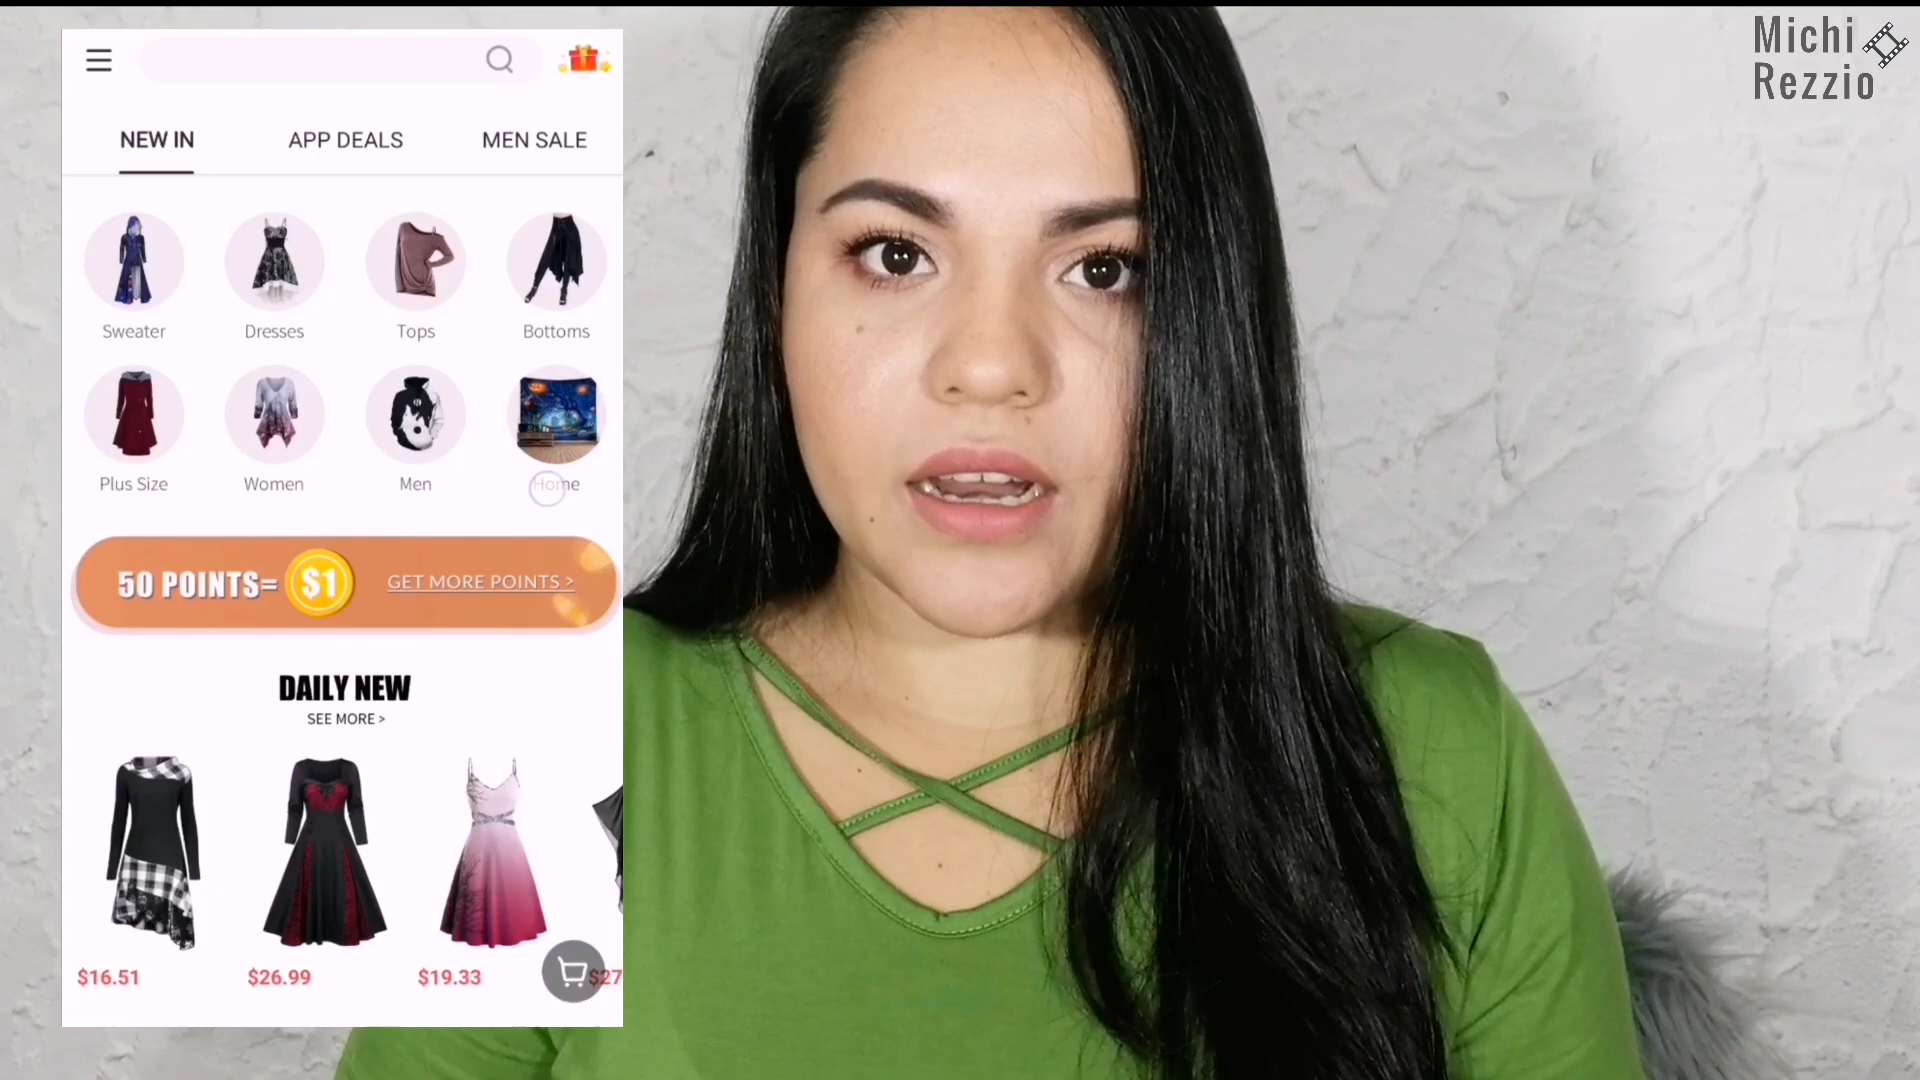 NEW IN
APP DEALS
MEN SALE
Sweater
Dresses
Tops
Bottoms
Plus Size
Women
Men
Home
50 POINTS= $1 GET MORE POINTS >
DAILY NEW
SEE MORE >
$16.51
$26.99
$19.33
$27
Michi
Rezzio